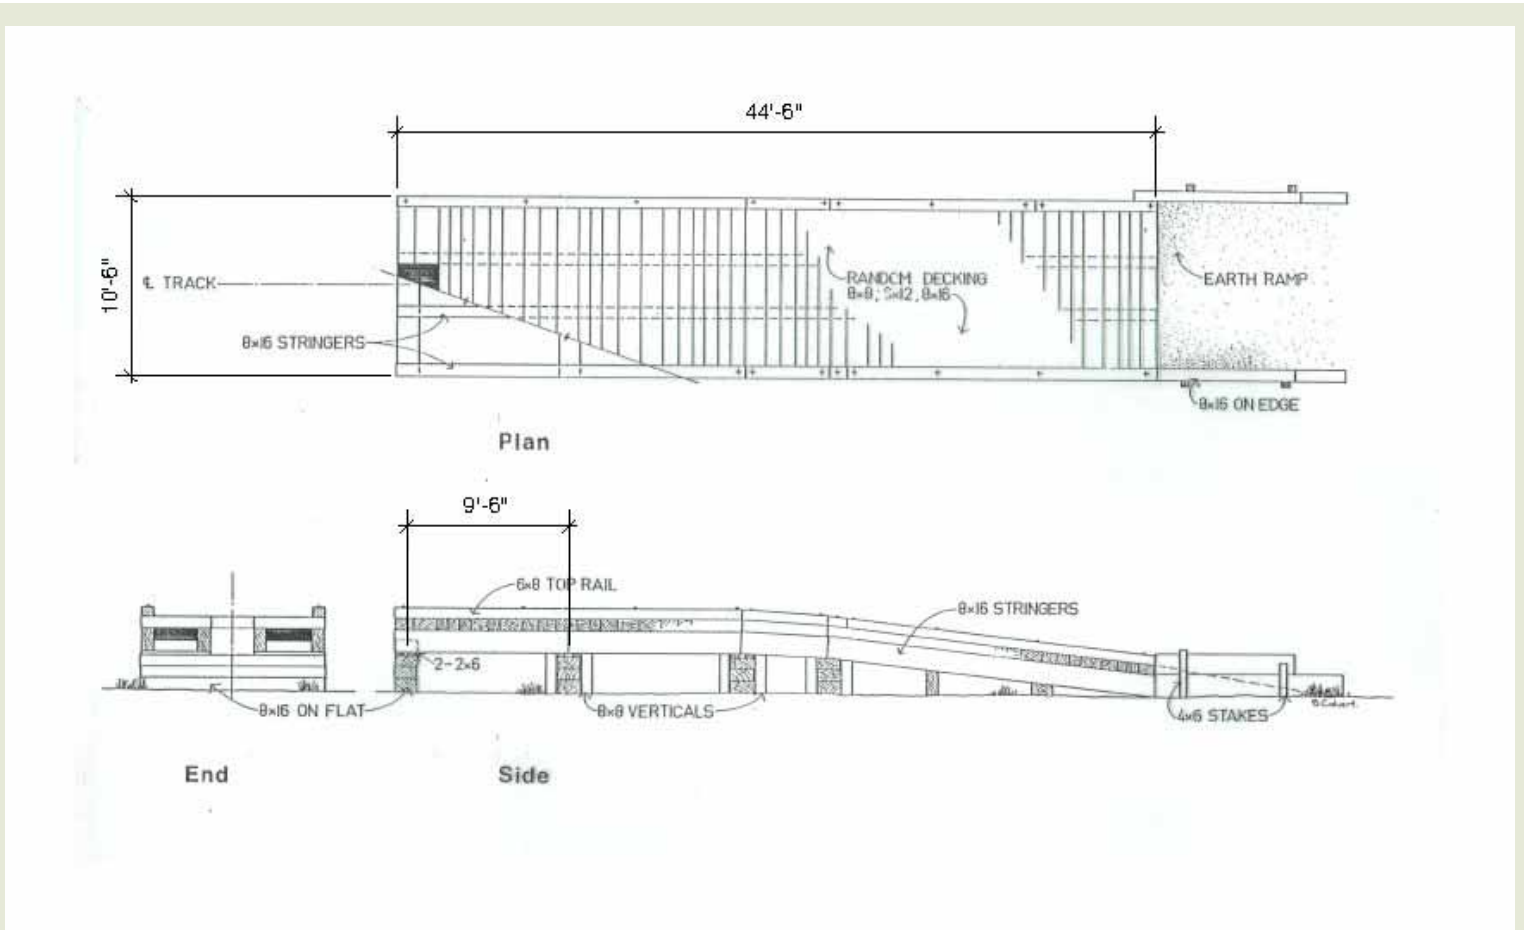 44'-6"
10'-6"
℄ TRACK
RANDOM DECKING
8x8; 8x12, 8x16
EARTH RAMP
8x16 STRINGERS
8x16 ON EDGE
Plan
9'-6"
6x8 TOP RAIL
8x16 STRINGERS
2-2x6
8x16 ON FLAT
8x8 VERTICALS
4x6 STAKES
End
Side